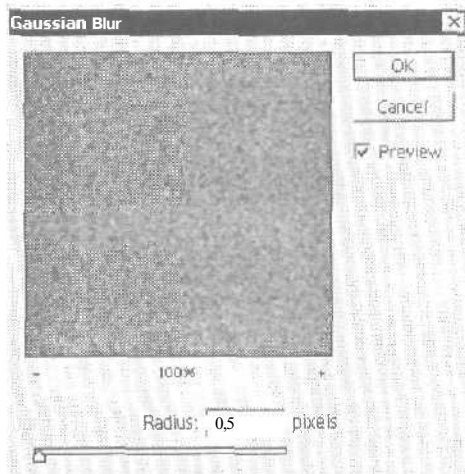 Gaussian Blur
OK
Cancel
Preview
- 100% +
Radius: 0,5 pixels